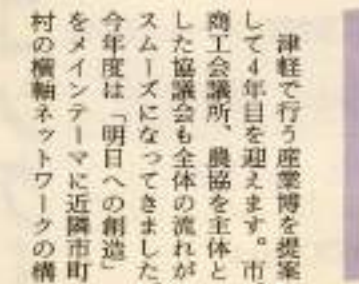 津軽で行う産業博を提案
して4年目を迎えます。市、
商工会議所、農協を主体と
した協議会も全体の流れが
スムーズになってきました。
今年度は「明日への創造」
をメインテーマに近隣市町
村の横軸ネットワークの構